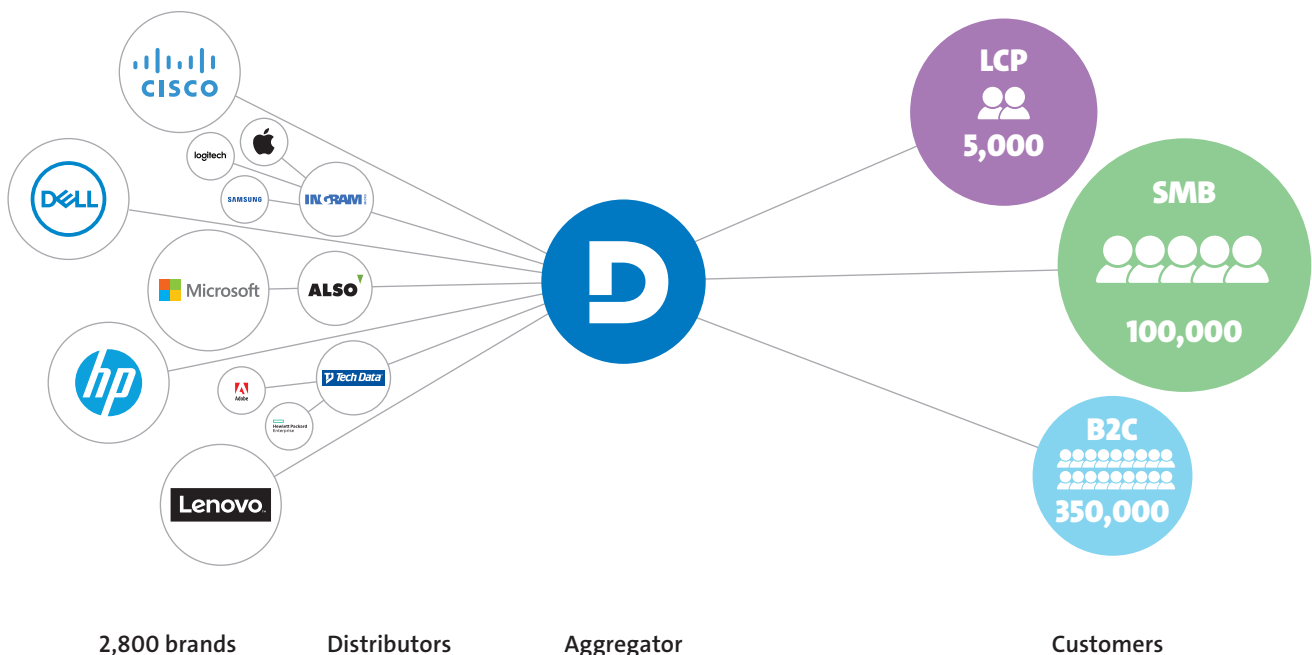 CISCO
logitech
DELL
SAMSUNG
INGRAM
Microsoft
ALSO
hp
Adobe
Tech Data
Hewlett Packard
Enterprise
Lenovo
D
LCP
5,000
SMB
100,000
B2C
350,000
2,800 brands
Distributors
Aggregator
Customers